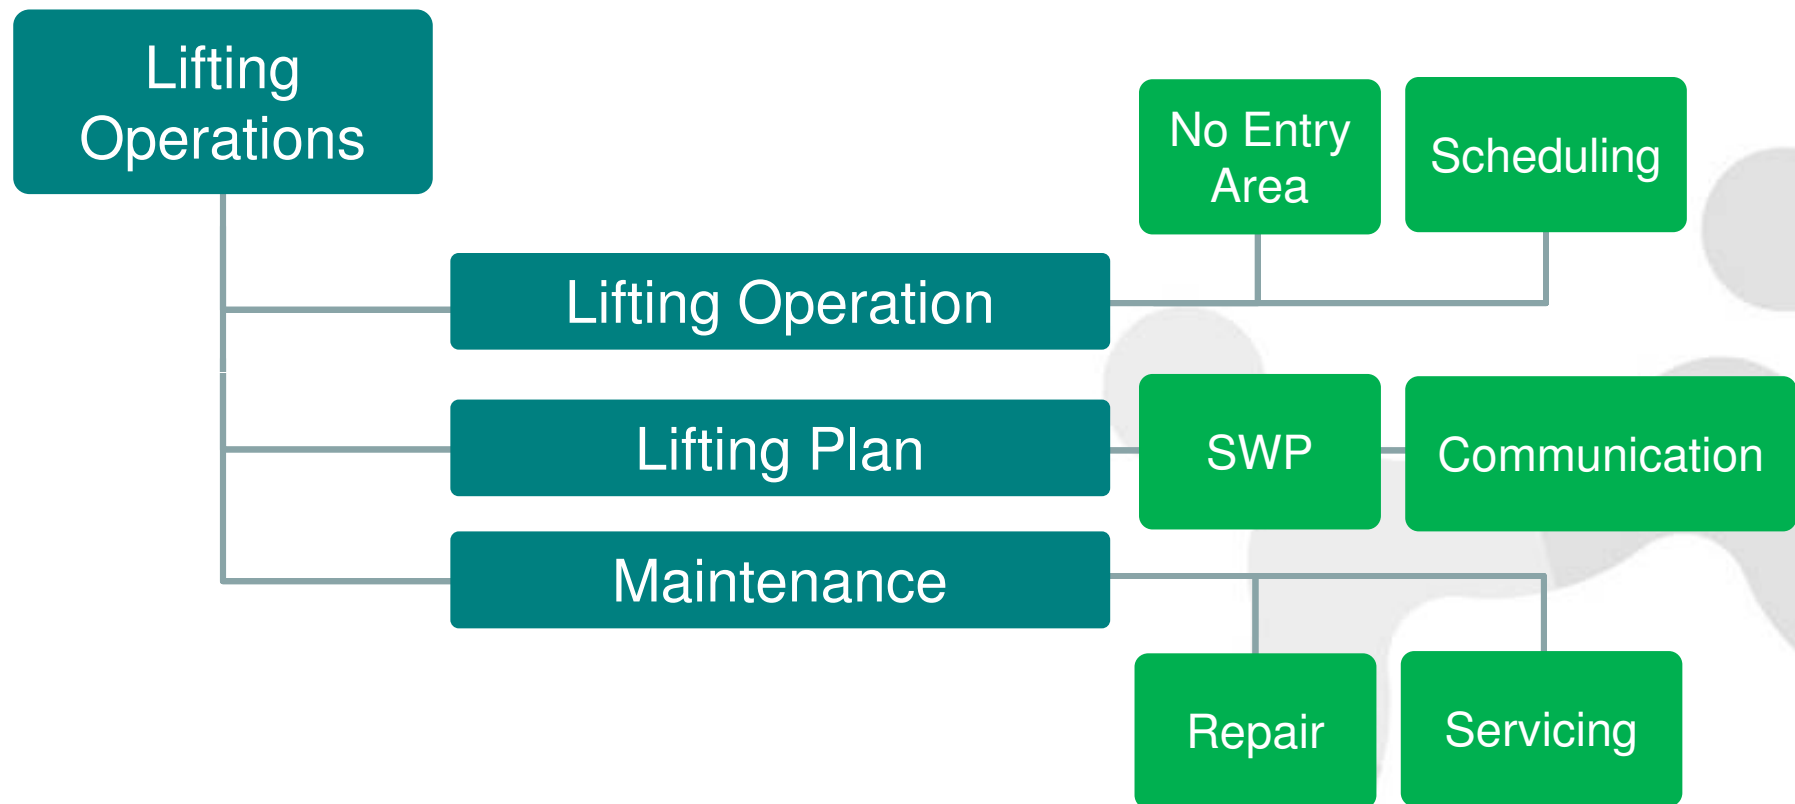 Lifting
Operations
No Entry
Area
Scheduling
Lifting Operation
Lifting Plan
SWP
Communication
Maintenance
Repair
Servicing